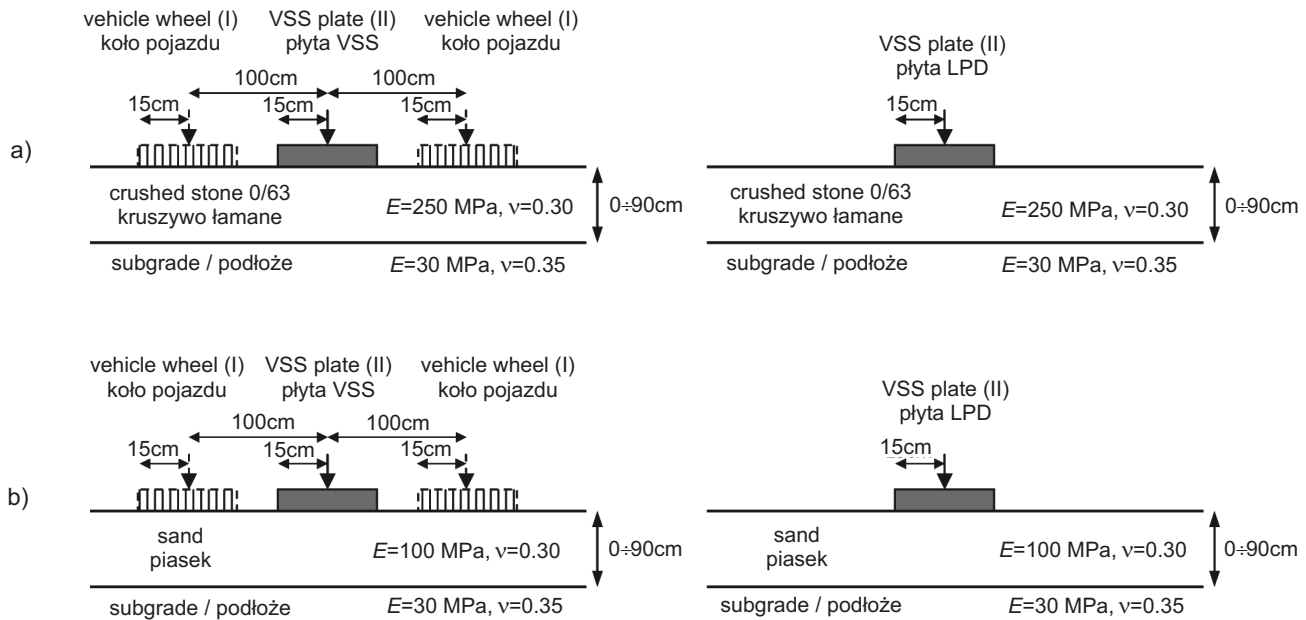 vehicle wheel (I)
koło pojazdu
VSS plate (II)
płyta VSS
vehicle wheel (I)
koło pojazdu
100cm
100cm
15cm
15cm
15cm
a)
crushed stone 0/63
kruszywo łamane
E=250 MPa, ν=0.30
0÷90cm
subgrade / podłoże
E=30 MPa, ν=0.35
VSS plate (II)
płyta LPD
15cm
crushed stone 0/63
kruszywo łamane
E=250 MPa, ν=0.30
0÷90cm
subgrade / podłoże
E=30 MPa, ν=0.35
vehicle wheel (I)
koło pojazdu
VSS plate (II)
płyta VSS
vehicle wheel (I)
koło pojazdu
100cm
100cm
15cm
15cm
15cm
b)
sand
piasek
E=100 MPa, ν=0.30
0÷90cm
subgrade / podłoże
E=30 MPa, ν=0.35
VSS plate (II)
płyta LPD
15cm
sand
piasek
E=100 MPa, ν=0.30
0÷90cm
subgrade / podłoże
E=30 MPa, ν=0.35